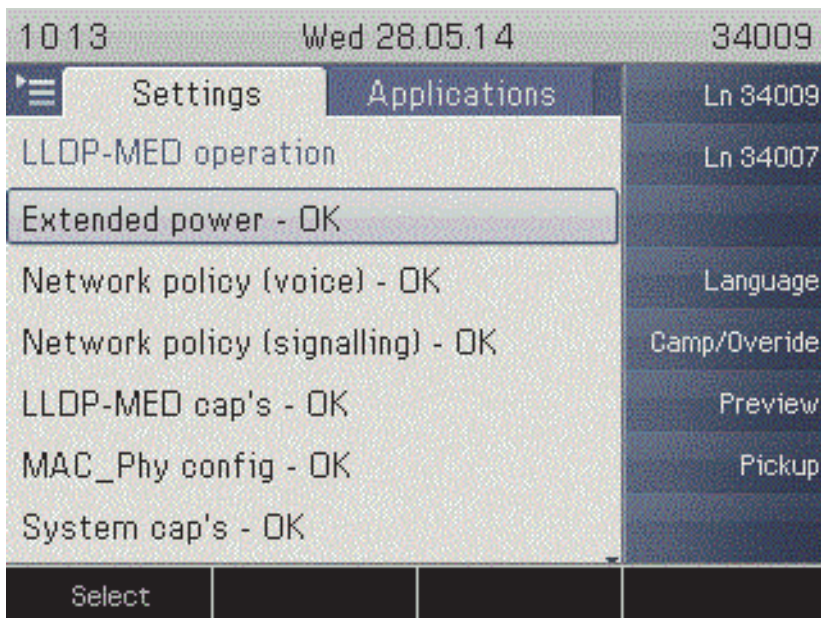 1013 Wed 28.05.14 34009
Settings Applications
Ln 34009
LLDP-MED operation
Ln 34007
Extended power - OK
Network policy (voice) - OK
Language
Network policy (signalling) - OK
Camp/Overide
LLDP-MED cap's - OK
Preview
MAC_Phy config - OK
Pickup
System cap's - OK
Select